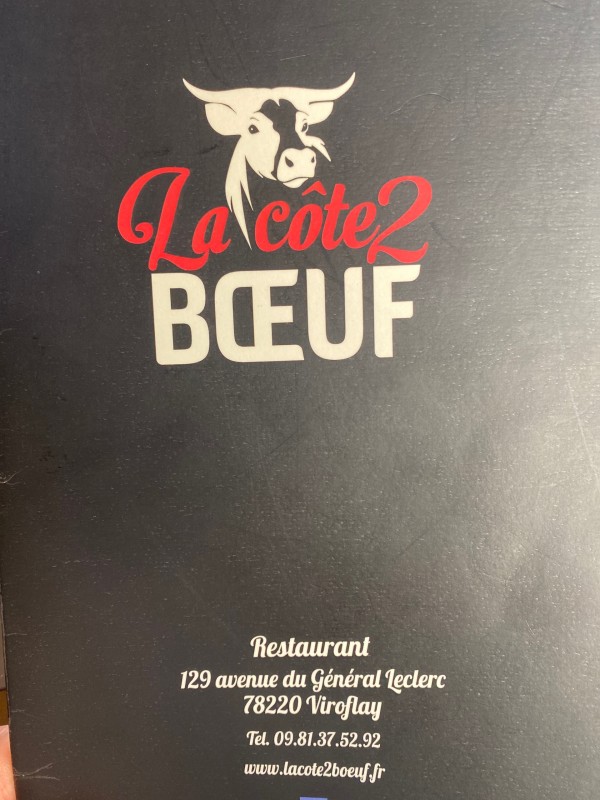 La côte2
BŒUF
Restaurant
129 avenue du Général Leclerc
78220 Viroflay
Tel. 09.81.37.52.92
www.lacote2boeuf.fr